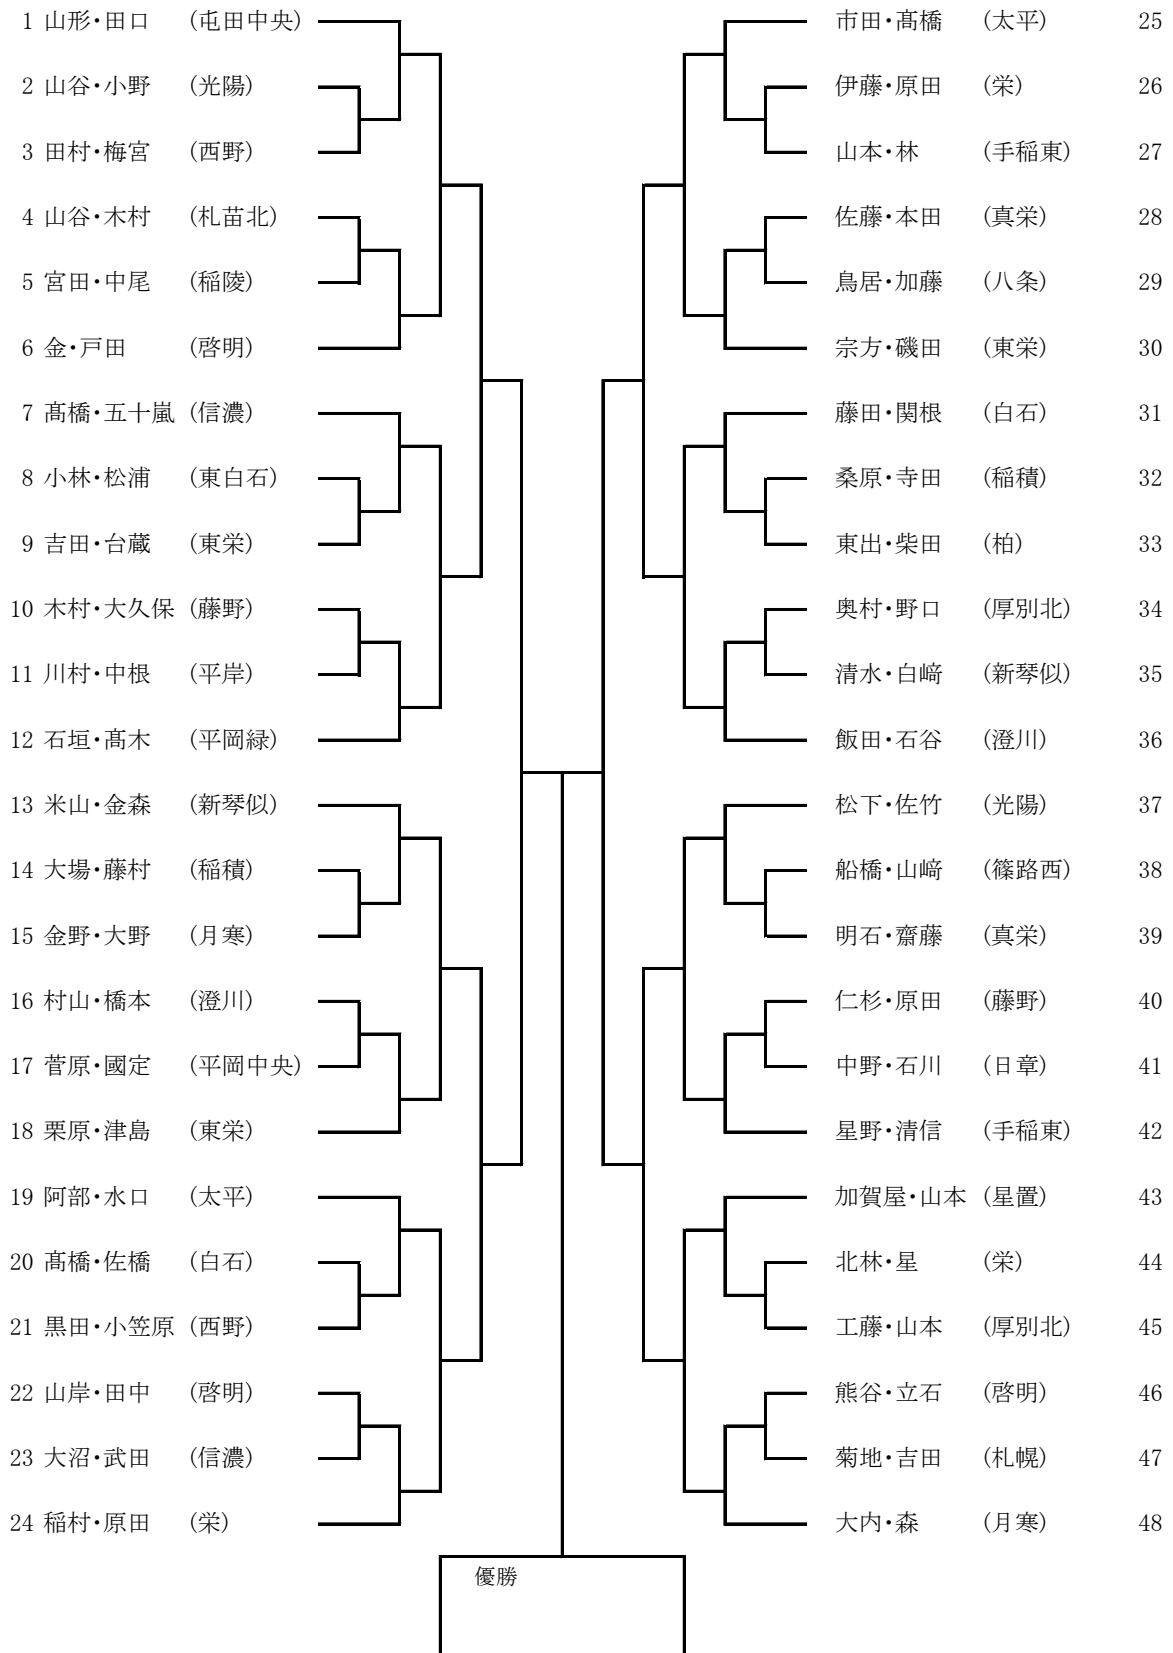 1 山形・田口 (屯田中央) 市田・髙橋 (太平) 25
2 山谷・小野 (光陽) 伊藤・原田 (栄) 26
3 田村・梅宮 (西野) 山本・林 (手稲東) 27
4 山谷・木村 (札苗北) 佐藤・本田 (真栄) 28
5 宮田・中尾 (稲陵) 鳥居・加藤 (八条) 29
6 金・戸田 (啓明) 宗方・磯田 (東栄) 30
7 髙橋・五十嵐 (信濃) 藤田・関根 (白石) 31
8 小林・松浦 (東白石) 桑原・寺田 (稲積) 32
9 吉田・台蔵 (東栄) 東出・柴田 (柏) 33
10 木村・大久保 (藤野) 奥村・野口 (厚別北) 34
11 川村・中根 (平岸) 清水・白﨑 (新琴似) 35
12 石垣・髙木 (平岡緑) 飯田・石谷 (澄川) 36
13 米山・金森 (新琴似) 松下・佐竹 (光陽) 37
14 大場・藤村 (稲積) 船橋・山﨑 (篠路西) 38
15 金野・大野 (月寒) 明石・齋藤 (真栄) 39
16 村山・橋本 (澄川) 仁杉・原田 (藤野) 40
17 菅原・國定 (平岡中央) 中野・石川 (日章) 41
18 栗原・津島 (東栄) 星野・清信 (手稲東) 42
19 阿部・水口 (太平) 加賀屋・山本 (星置) 43
20 髙橋・佐橋 (白石) 北林・星 (栄) 44
21 黒田・小笠原 (西野) 工藤・山本 (厚別北) 45
22 山岸・田中 (啓明) 熊谷・立石 (啓明) 46
23 大沼・武田 (信濃) 菊地・吉田 (札幌) 47
24 稲村・原田 (栄) 大内・森 (月寒) 48
優勝